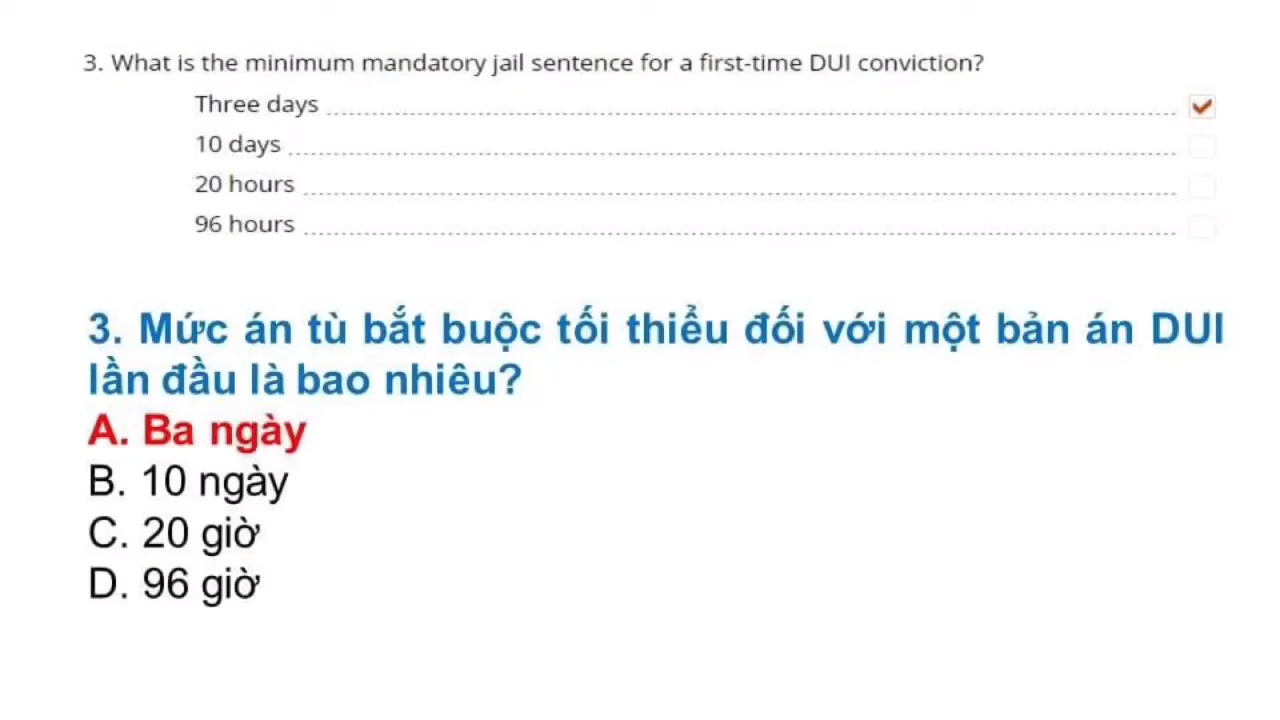 3. What is the minimum mandatory jail sentence for a first-time DUI conviction?
Three days
10 days
20 hours
96 hours
3. Mức án tù bắt buộc tối thiểu đối với một bản án DUI
lần đầu là bao nhiêu?
A. Ba ngày
B. 10 ngày
C. 20 giờ
D. 96 giờ